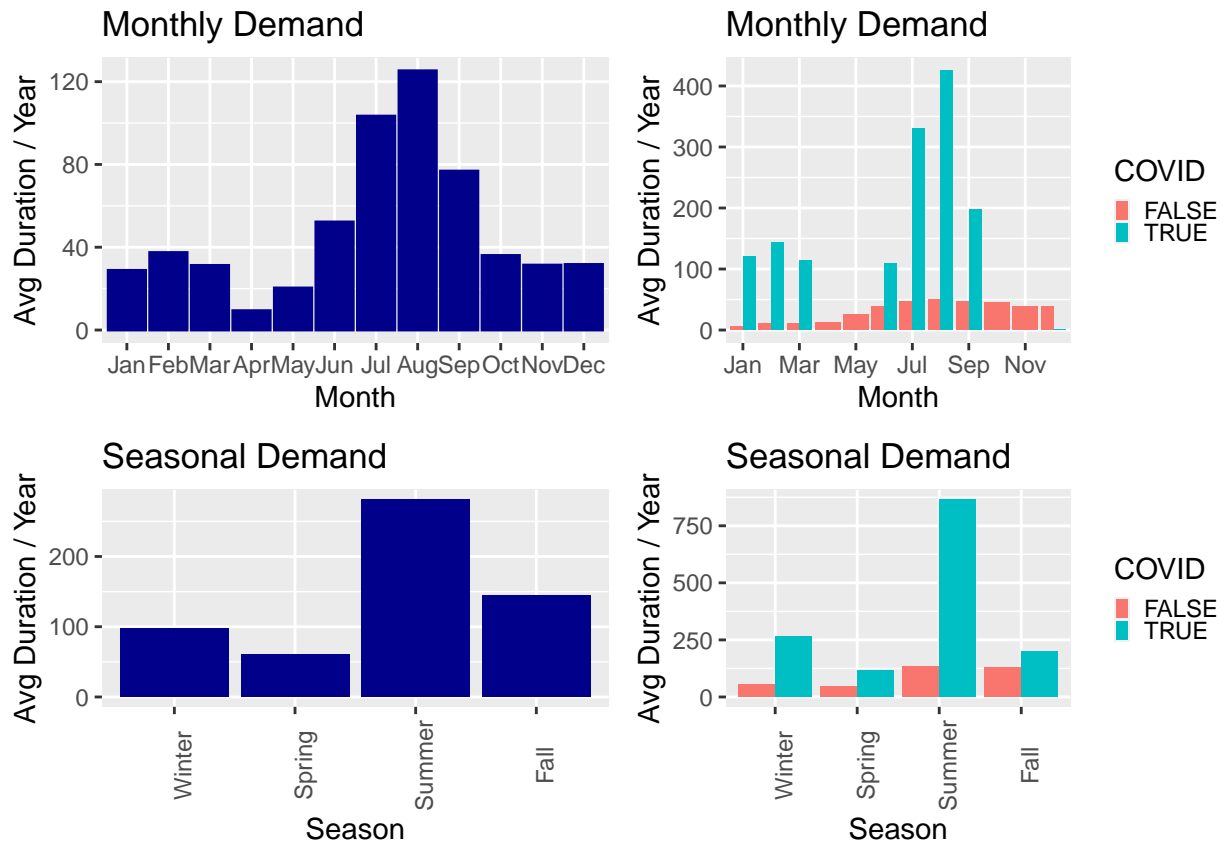 Monthly Demand
Avg Duration / Year
120
80
40
0
Jan Feb Mar Apr May Jun Jul Aug Sep Oct Nov Dec
Month
Monthly Demand
Avg Duration / Year
400
300
200
100
0
Jan Mar May Jul Sep Nov
Month
COVID
FALSE
TRUE
Seasonal Demand
Avg Duration / Year
200
100
0
Winter
Spring
Summer
Fall
Season
Seasonal Demand
Avg Duration / Year
750
500
250
0
Winter
Spring
Summer
Fall
Season
COVID
FALSE
TRUE